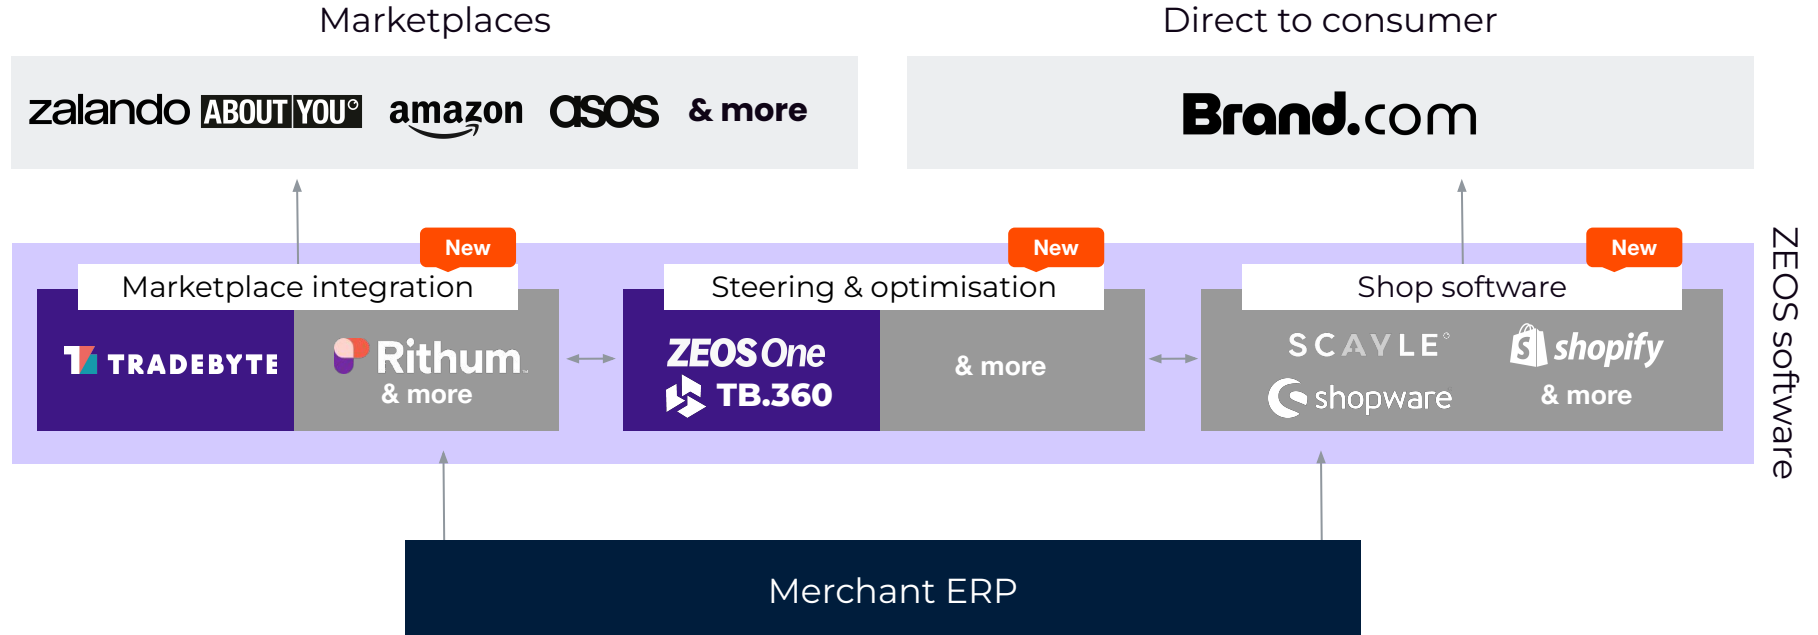 Marketplaces
Direct to consumer
zalando
ABOUT YOU
amazon
asos
& more
Brand.com
New
New
New
Marketplace integration
Steering & optimisation
Shop software
TRADEBYTE
Rithum
& more
ZEOS One
TB.360
& more
SCAYLE
shopify
shopware
& more
ZEOS software
Merchant ERP